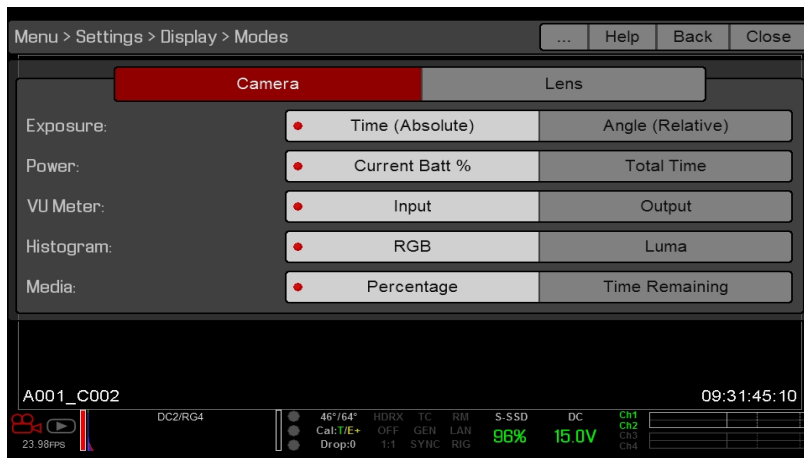 Menu > Settings > Display > Modes ... Help Back Close
Camera Lens
Exposure: Time (Absolute) Angle (Relative)
Power: Current Batt % Total Time
VU Meter: Input Output
Histogram: RGB Luma
Media: Percentage Time Remaining
A001_C002 09:31:45:10
DC2/RG4 46°/64° HDRX TC RM S-SSD DC Ch1
Cal:T/E+ OFF GEN LAN 96% 15.0V Ch2
23.98FPS Drop:0 1:1 SYNC RIG Ch3
Ch4